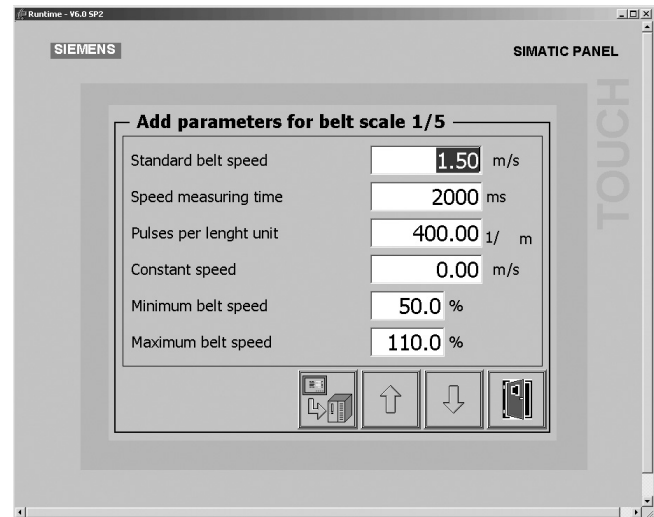 Runtime - V6.0 SP2
SIEMENS
SIMATIC PANEL
TOUCH
Add parameters for belt scale 1/5
Standard belt speed 1.50 m/s
Speed measuring time 2000 ms
Pulses per lenght unit 400.00 1/ m
Constant speed 0.00 m/s
Minimum belt speed 50.0 %
Maximum belt speed 110.0 %